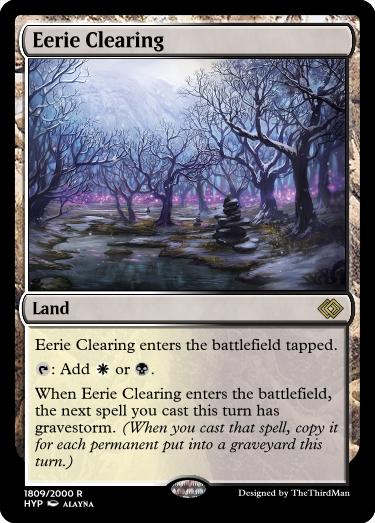 Eerie Clearing
Land
Eerie Clearing enters the battlefield tapped.
: Add or .
When Eerie Clearing enters the battlefield,
the next spell you cast this turn has
gravestorm. (When you cast that spell, copy it
for each permanent put into a graveyard this
turn.)
1809/2000 R
HYP ALAYNA
Designed by TheThirdMan